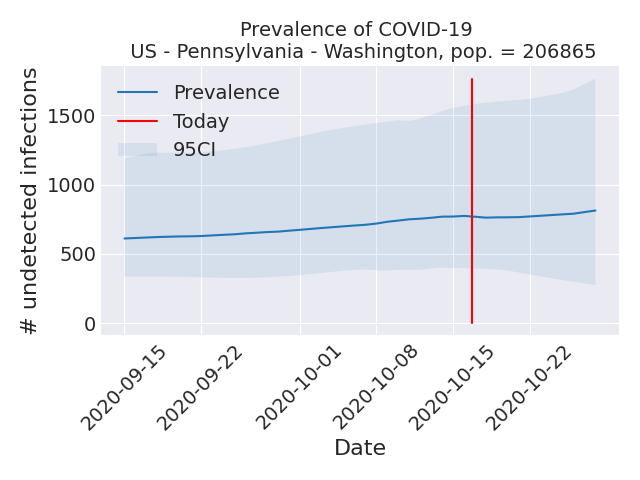 Prevalence of COVID-19
US - Pennsylvania - Washington, pop. = 206865
# undetected infections
1500
1000
500
0
Prevalence
Today
95CI
2020-09-15
2020-09-22
2020-10-01
2020-10-08
2020-10-15
2020-10-22
Date